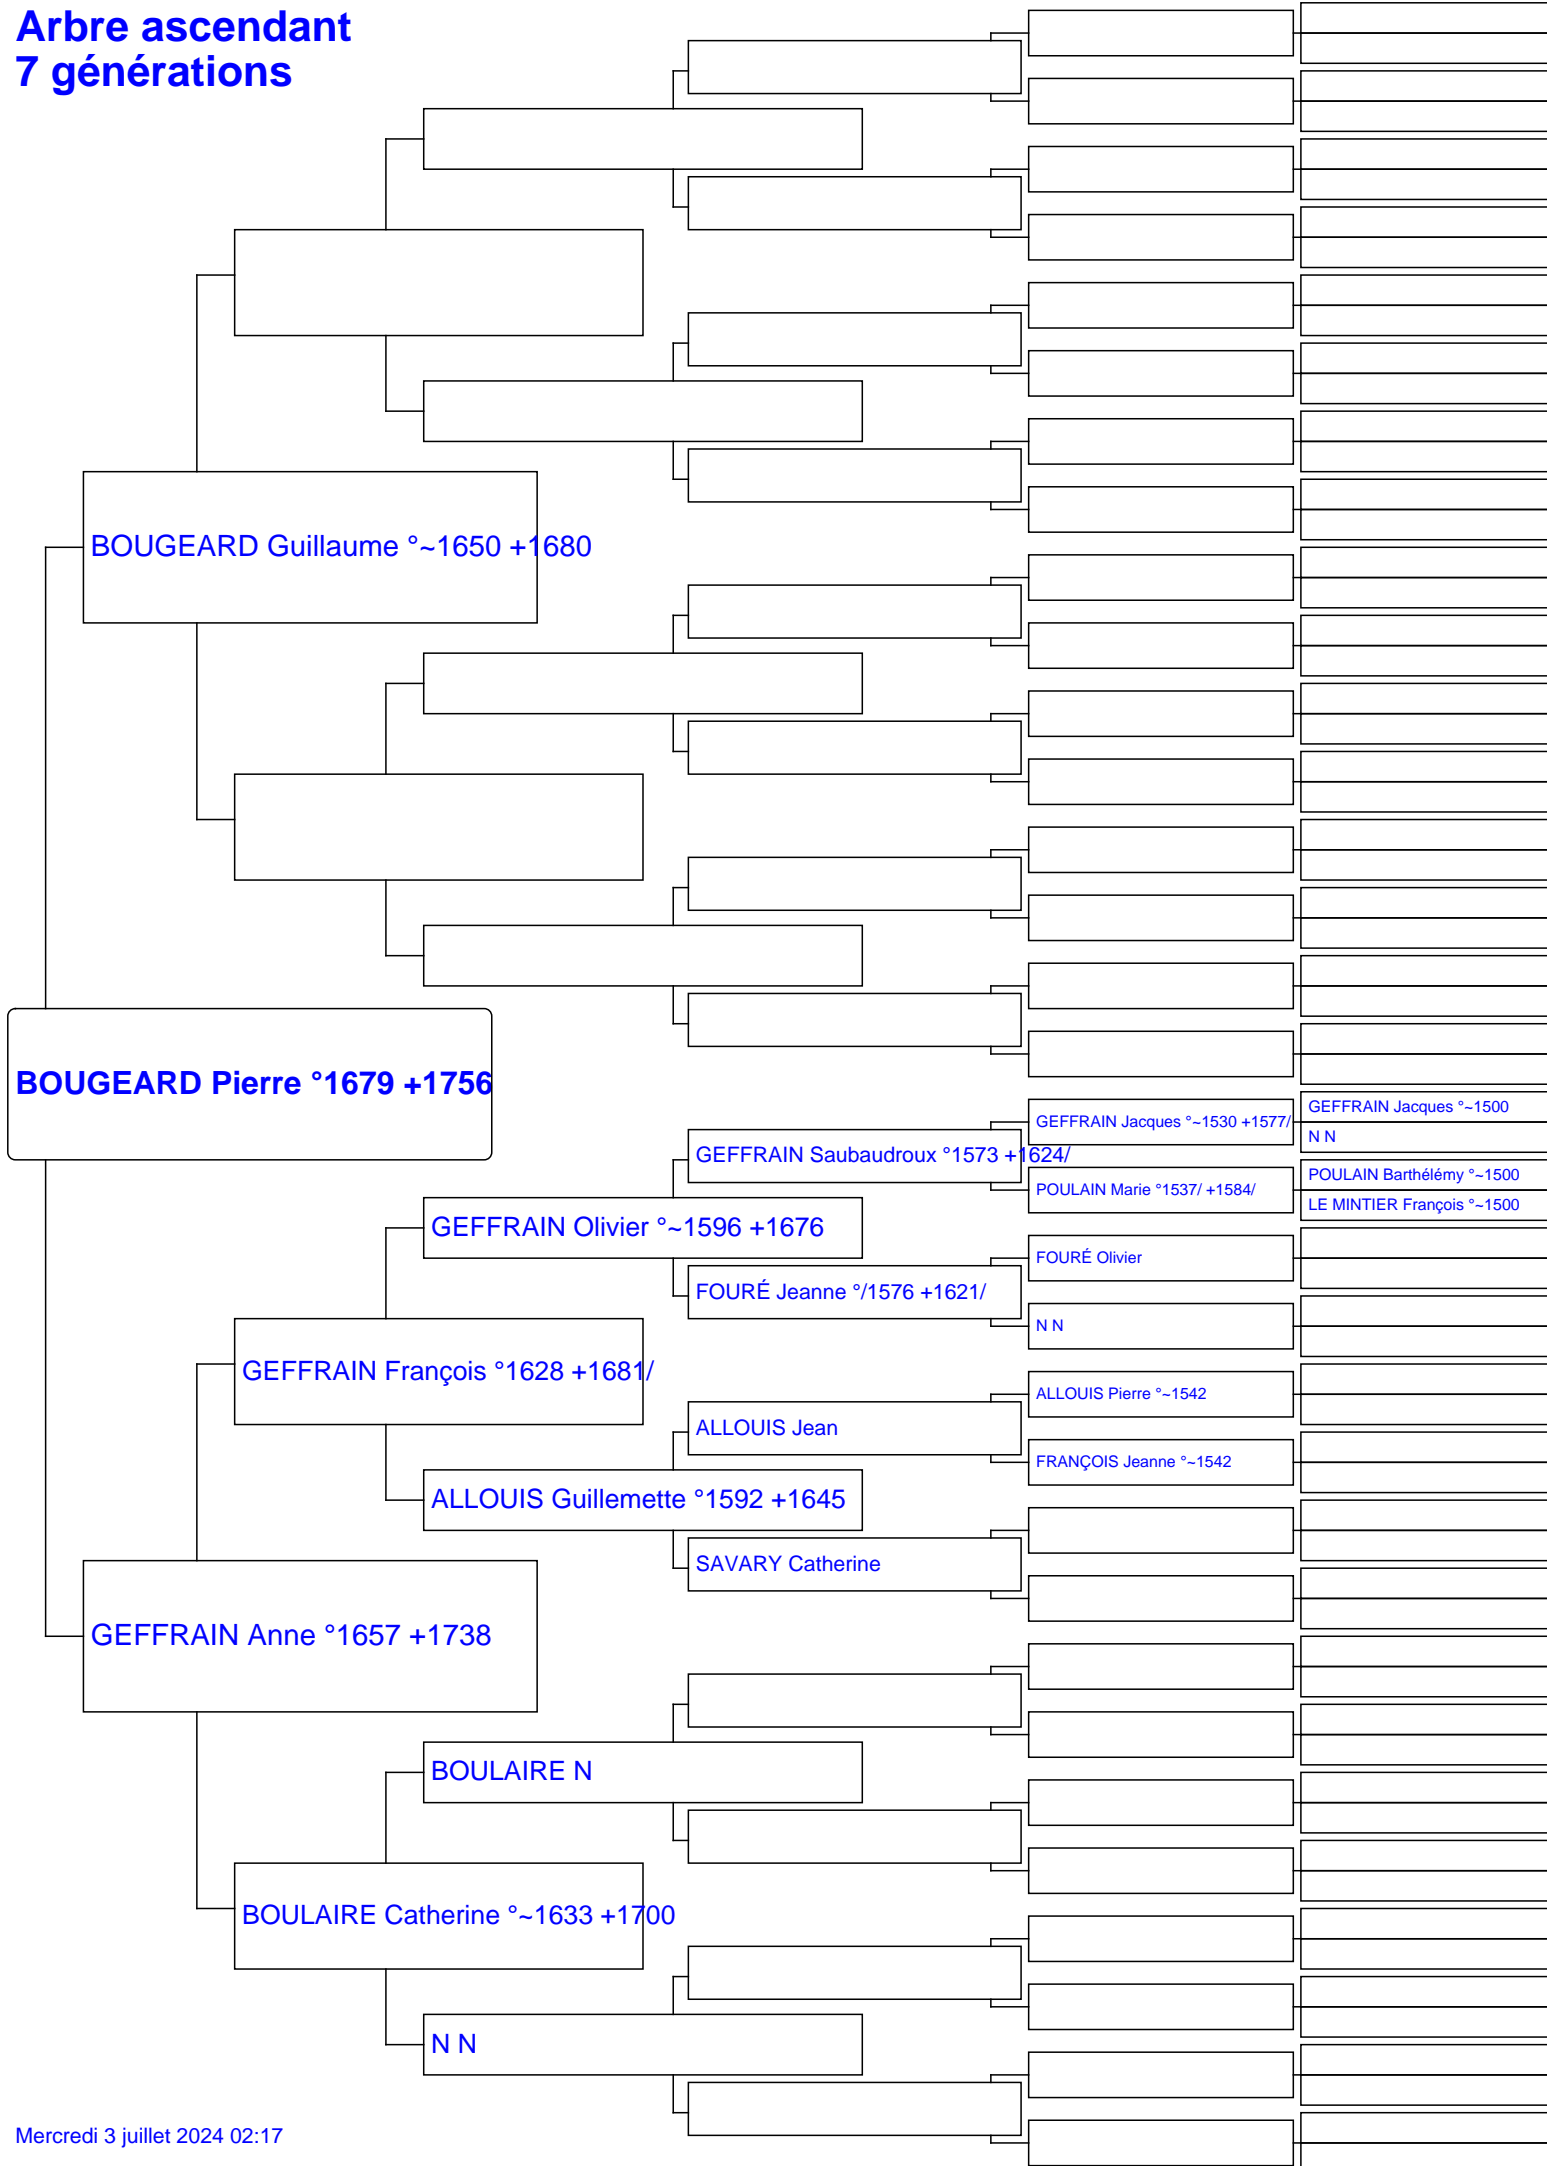 Arbre ascendant
7 générations
BOUGEARD Guillaume °~1650 +1680
BOUGEARD Pierre °1679 +1756
GEFFRAIN Jacques °~1530 +1577/
GEFFRAIN Jacques °~1500
N N
GEFFRAIN Saubaudroux °1573 +1624/
POULAIN Marie °1537/ +1584/
POULAIN Barthélémy °~1500
LE MINTIER François °~1500
GEFFRAIN Olivier °~1596 +1676
FOURÉ Olivier
FOURÉ Jeanne °/1576 +1621/
N N
GEFFRAIN François °1628 +1681/
ALLOUIS Pierre °~1542
ALLOUIS Jean
FRANÇOIS Jeanne °~1542
ALLOUIS Guillemette °1592 +1645
SAVARY Catherine
GEFFRAIN Anne °1657 +1738
BOULAIRE N
BOULAIRE Catherine °~1633 +1700
N N
Mercredi 3 juillet 2024 02:17